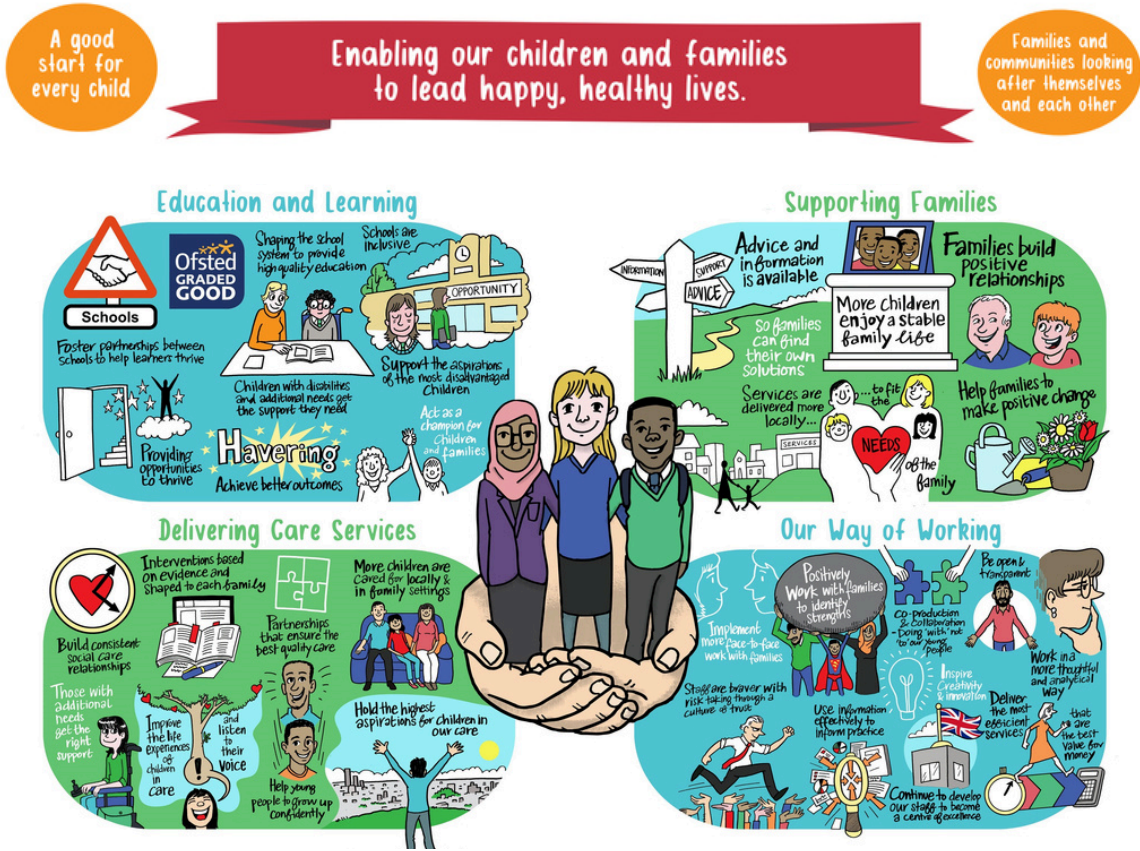 A good
start for
every child
Enabling our children and families
to lead happy, healthy lives.
Families and
communities looking
after themselves
and each other
Education and Learning
Schools
Ofsted
GRADED
GOOD
Shaping the school
system to provide
high quality education
Schools are
inclusive
OPPORTUNITY
Foster partnerships between
schools to help learners thrive
Children with disabilities
and additional needs get
the support they need
Support the aspirations
of the most disadvantaged
Children
Providing
opportunities
to thrive
Havering
Achieve better outcomes
Act as a
champion for
Children
and families
Supporting Families
INFORMATION
SUPPORT
ADVICE
Advice and
information
is available
So families
can find
their own
solutions
More children
enjoy a stable
family life
Families build
positive
relationships
Services are
delivered more
locally...
SERVICES
...to fit
the
NEEDS
of the
family
Help families to
make positive change
Delivering Care Services
Interventions based
on evidence and
shaped to each family
Build consistent
social care
relationships
Partnerships
that ensure the
best quality care
More children are
cared for locally &
in family settings
Those with
additional
needs
get the
right
support
Improve
the life
experiences
of
children
in
care
and
listen
to
their
voice
Help young
people to grow up
confidently
Hold the highest
aspirations for children in
our care
Our Way of Working
Implement
more face-to-face
work with families
Positively
Work with families
to identify
strengths
Co-production
& Collaboration
- Doing 'with' not
'to' our young
people
Be open &
transparent
Work in a
more thoughtful
and analytical
way
Staff are braver with
risk taking through a
culture of trust
Use information
effectively to
inform practice
Inspire
Creativity
& innovation
Deliver
the most
efficient
services
that
are
the best
value for
money
Continue to develop
our staff to become
a centre of excellence